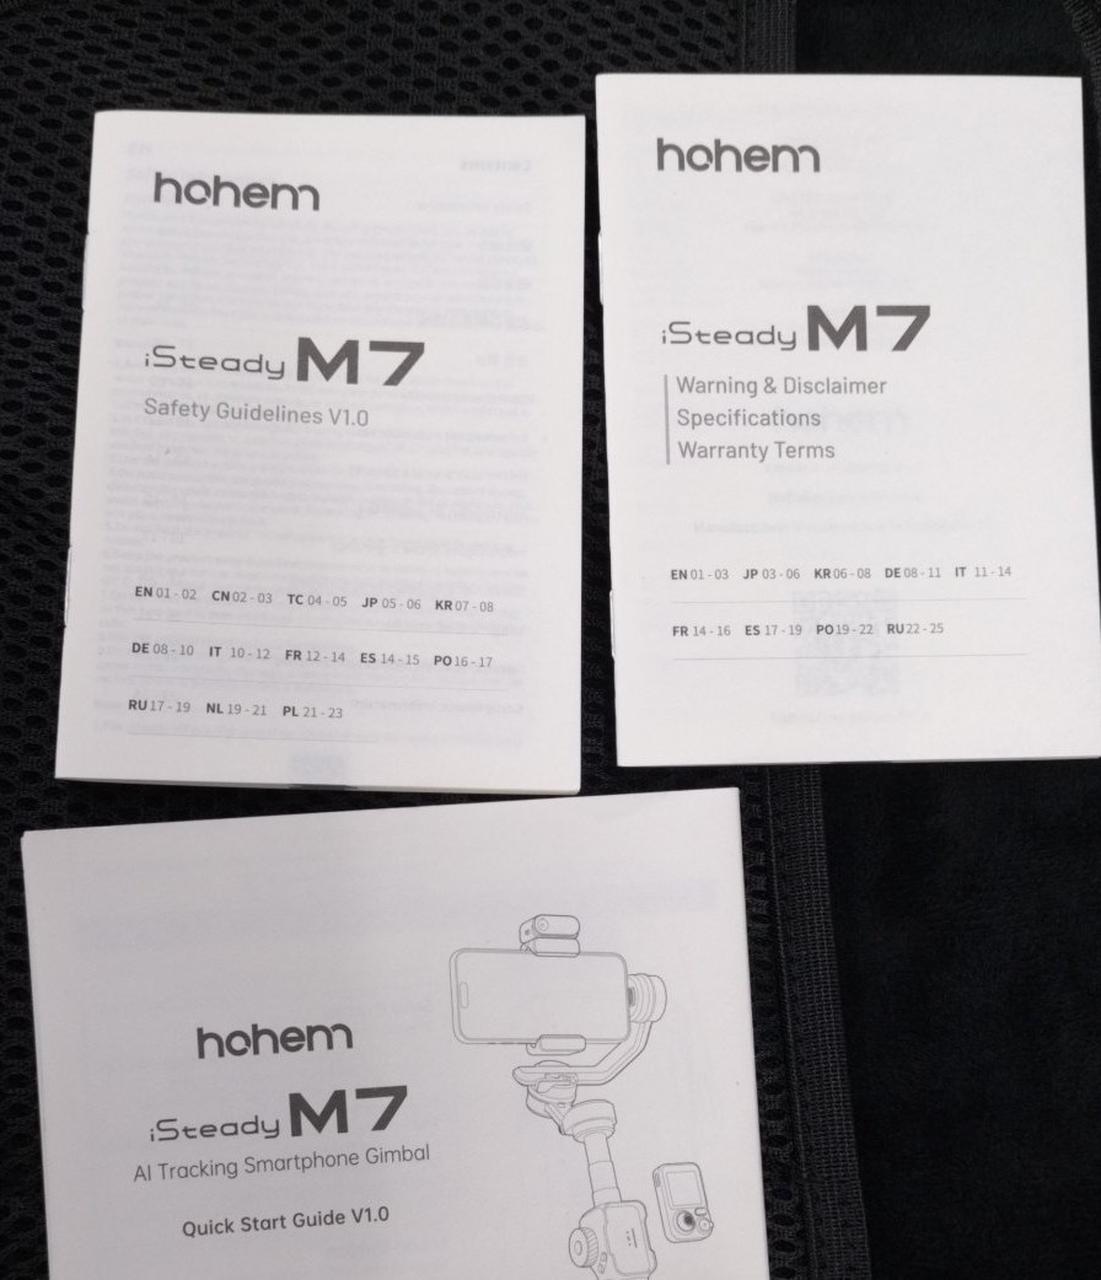 hohem
iSteady M7
Safety Guidelines V1.0
EN 01 - 02 CN 02 - 03 TC 04 - 05 JP 05 - 06 KR 07 - 08
DE 08 - 10 IT 10 - 12 FR 12 - 14 ES 14 - 15 PO 16 - 17
RU 17 - 19 NL 19 - 21 PL 21 - 23
hohem
iSteady M7
Warning & Disclaimer
Specifications
Warranty Terms
EN 01 - 03 JP 03 - 06 KR 06 - 08 DE 08 - 11 IT 11 - 14
FR 14 - 16 ES 17 - 19 PO 19 - 22 RU 22 - 25
hohem
iSteady M7
AI Tracking Smartphone Gimbal
Quick Start Guide V1.0